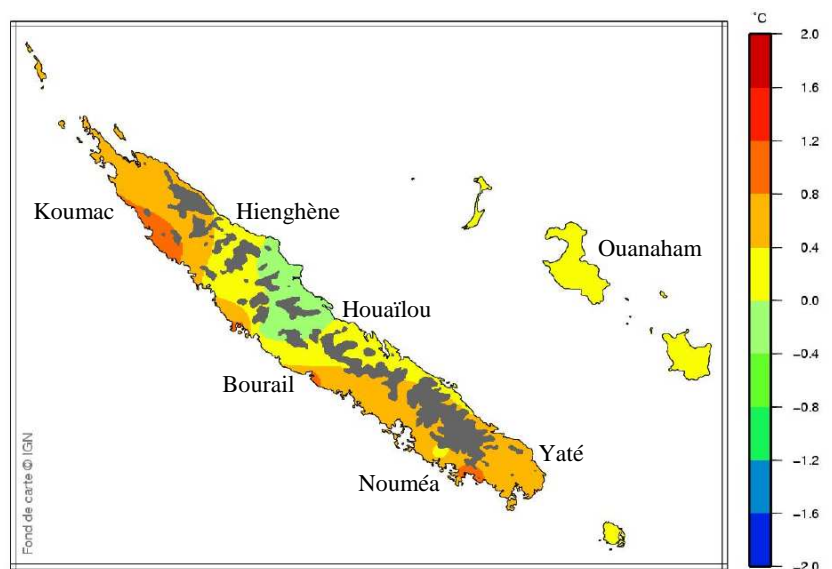 °C
2.0
1.6
1.2
0.8
0.4
0.0
−0.4
−0.8
−1.2
−1.6
−2.0
Koumac
Hienghène
Ouanaham
Houaïlou
Bourail
Yaté
Nouméa
Fond de carte © IGN